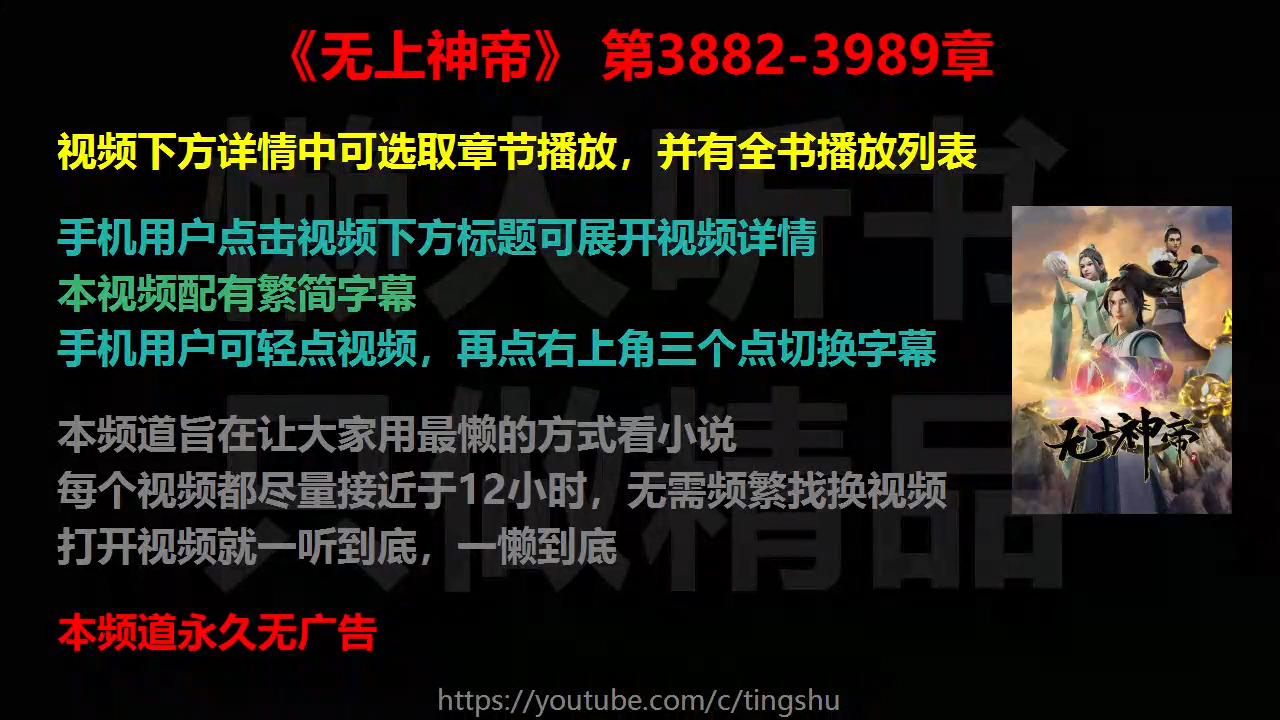 《无上神帝》 第3882-3989章
视频下方详情中可选取章节播放，并有全书播放列表
手机用户点击视频下方标题可展开视频详情
本视频配有繁简字幕
手机用户可轻点视频，再点右上角三个点切换字幕
本频道旨在让大家用最懒的方式看小说
每个视频都尽量接近于12小时，无需频繁找换视频
打开视频就一听到底，一懒到底
本频道永久无广告
无上神帝
懒人听书
只做精品
https://youtube.com/c/tingshu